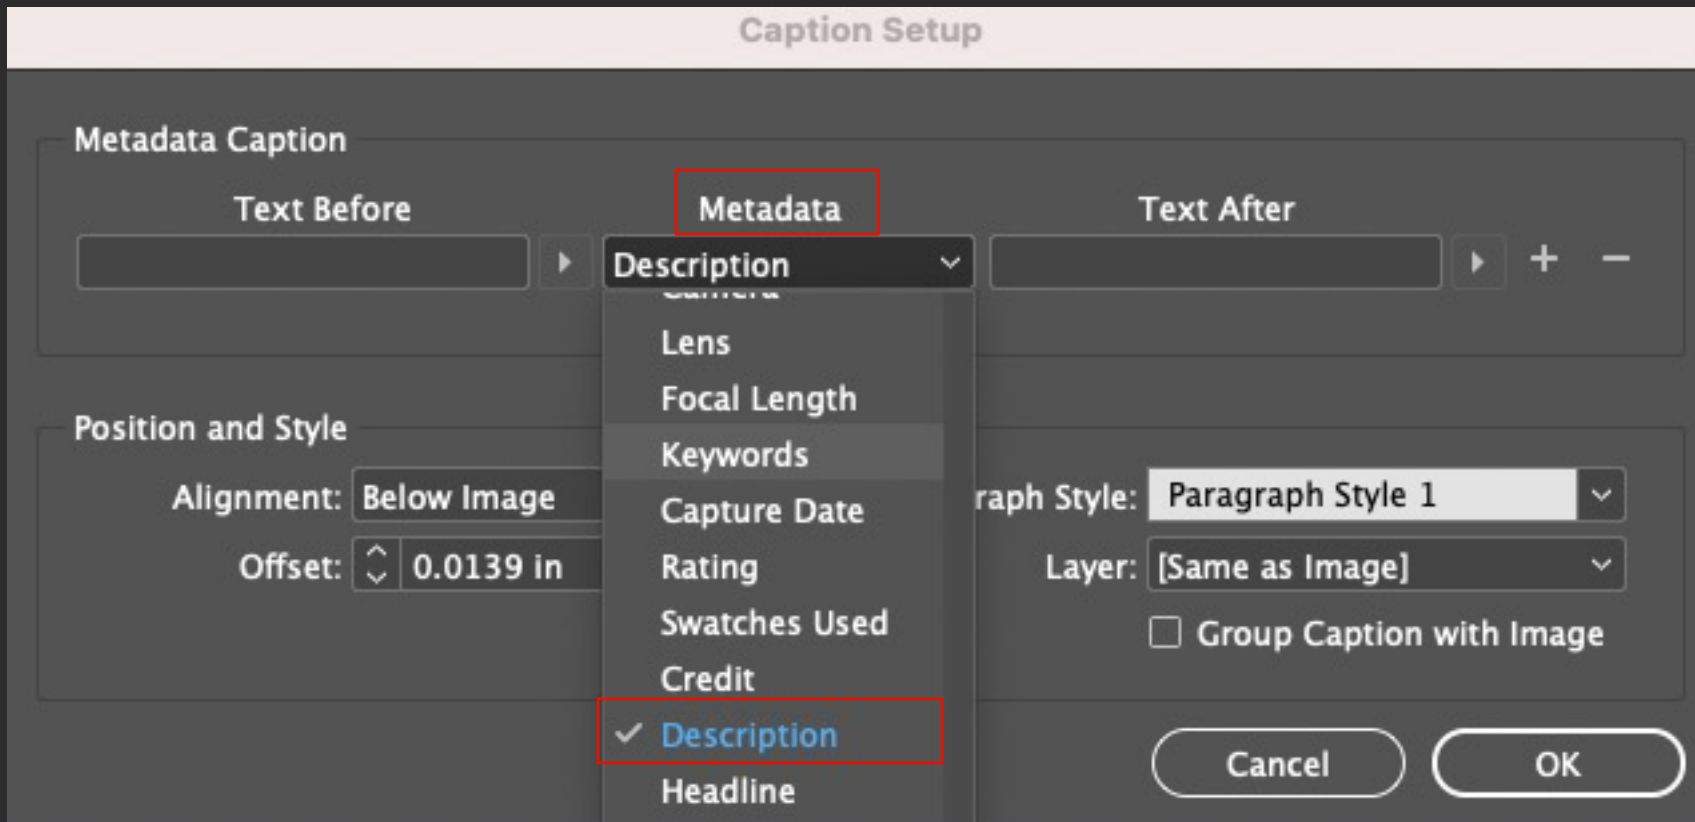 Caption Setup
Metadata Caption
Text Before
Metadata
Text After
Description
Camera
Lens
Focal Length
Keywords
Capture Date
Rating
Swatches Used
Credit
Description
Headline
Position and Style
Alignment: Below Image
raph Style: Paragraph Style 1
Offset: 0.0139 in
Layer: [Same as Image]
Group Caption with Image
Cancel
OK